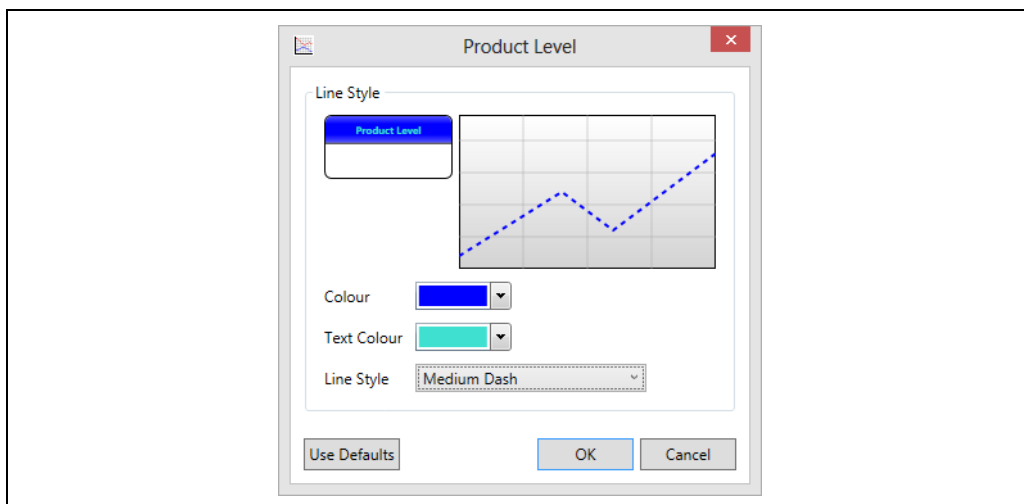 Product Level
Line Style
Product Level
Colour
Text Colour
Line Style
Medium Dash
Use Defaults
OK
Cancel